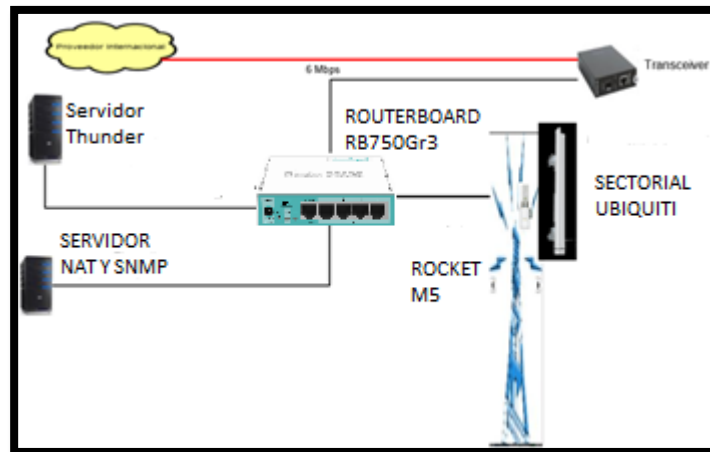 Proveedor Internacional
6 Mbps
Transceiver
Servidor
Thunder
ROUTERBOARD
RB750Gr3
SECTORIAL
UBIQUITI
SERVIDOR
NAT Y SNMP
ROCKET
M5